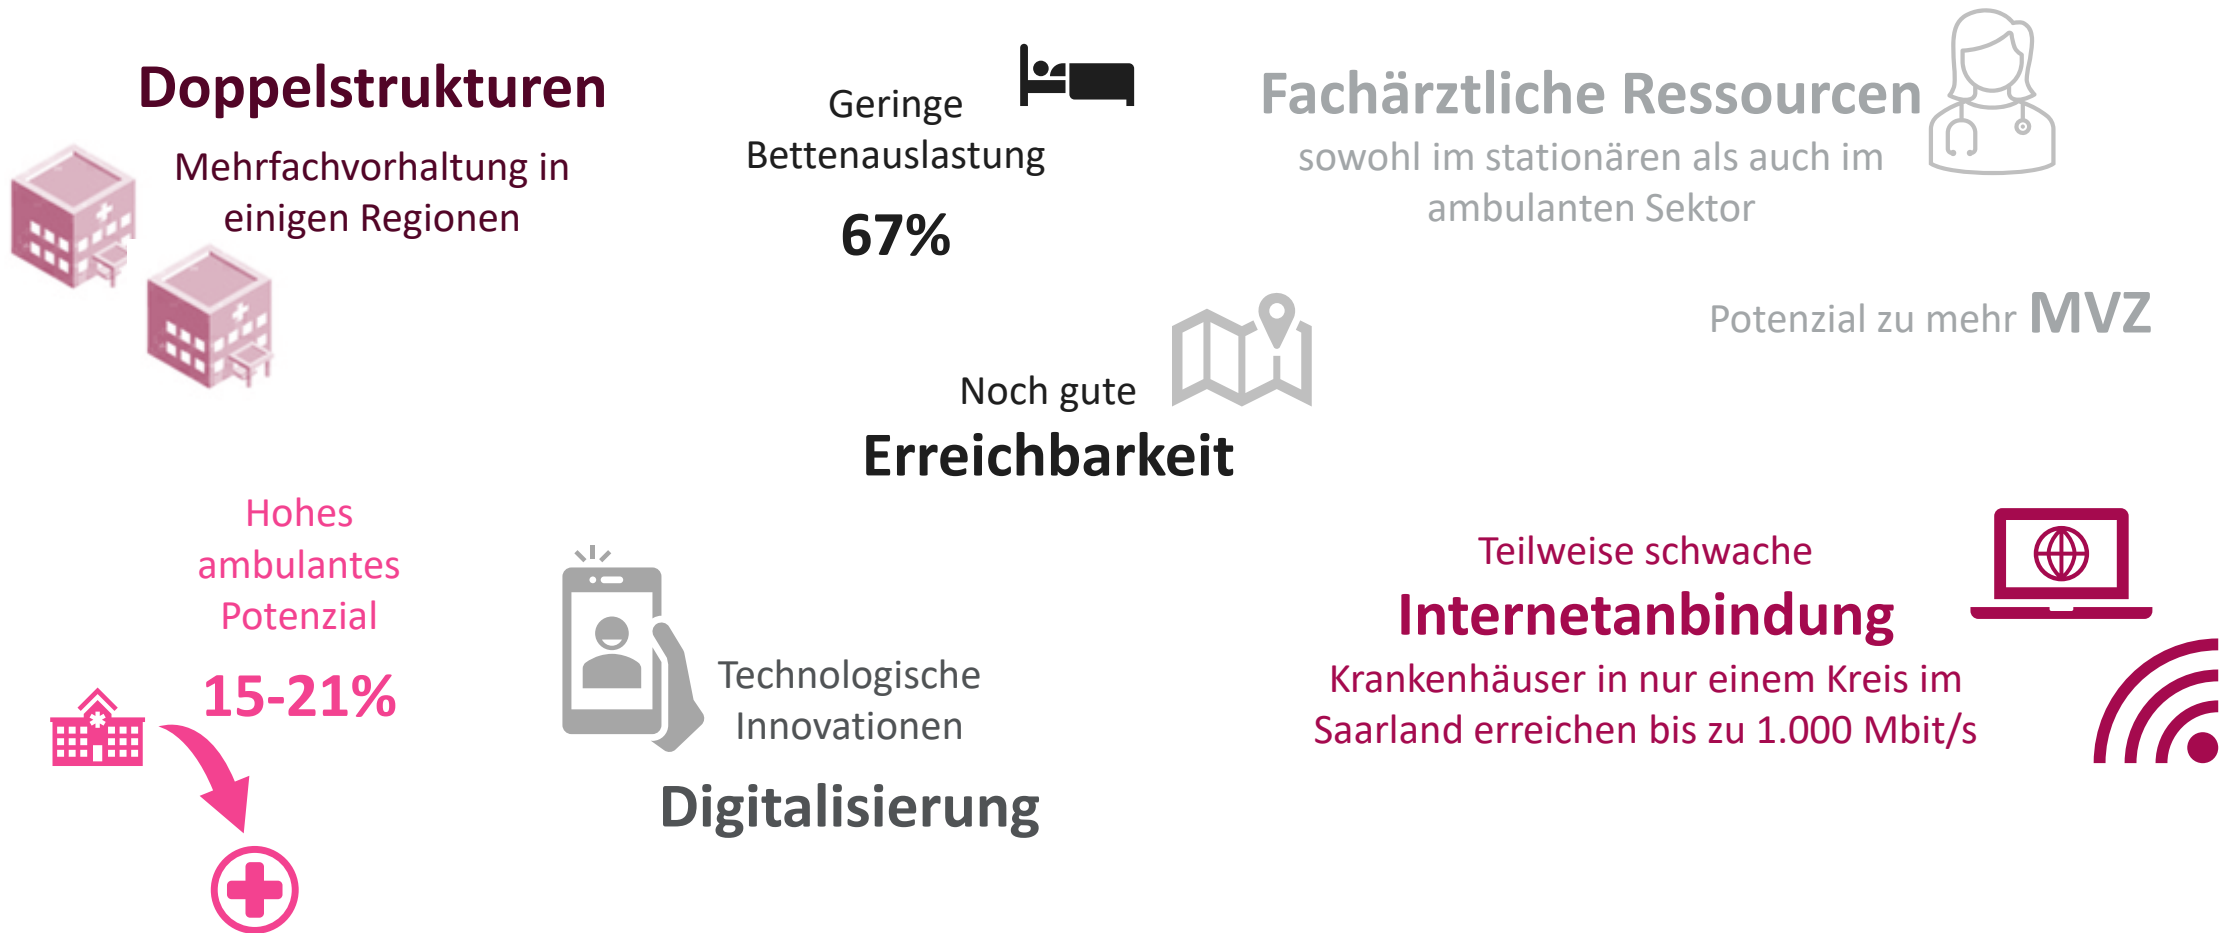 Doppelstrukturen
Mehrfachvorhaltung in
einigen Regionen
Geringe
Bettenauslastung
67%
Fachärztliche Ressourcen
sowohl im stationären als auch im
ambulanten Sektor
Potenzial zu mehr MVZ
Noch gute
Erreichbarkeit
Hohes
ambulantes
Potenzial
15-21%
Technologische
Innovationen
Digitalisierung
Teilweise schwache
Internetanbindung
Krankenhäuser in nur einem Kreis im
Saarland erreichen bis zu 1.000 Mbit/s